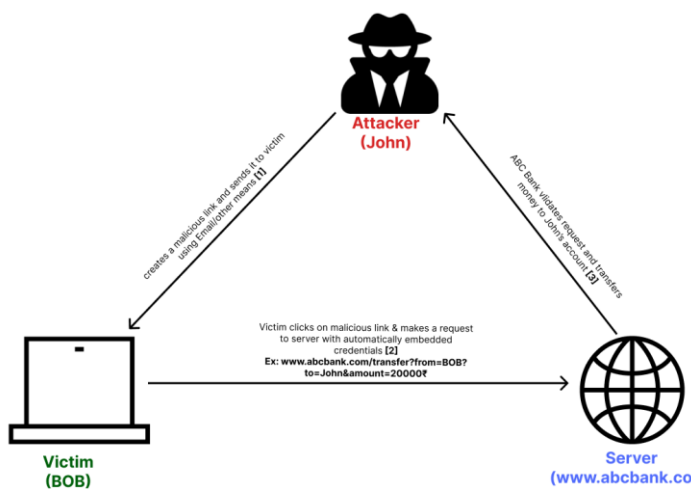 Attacker
(John)
creates a malicious link and sends it to victim
using Email/other means [1]
ABC Bank vlidates request and transfers
money to John's account [3]
Victim clicks on malicious link & makes a request
to server with automatically embedded
credentials [2]
Ex: www.abcbank.com/transfer?from=BOB?
to=John&amount=20000₹
Victim
(BOB)
Server
(www.abcbank.co